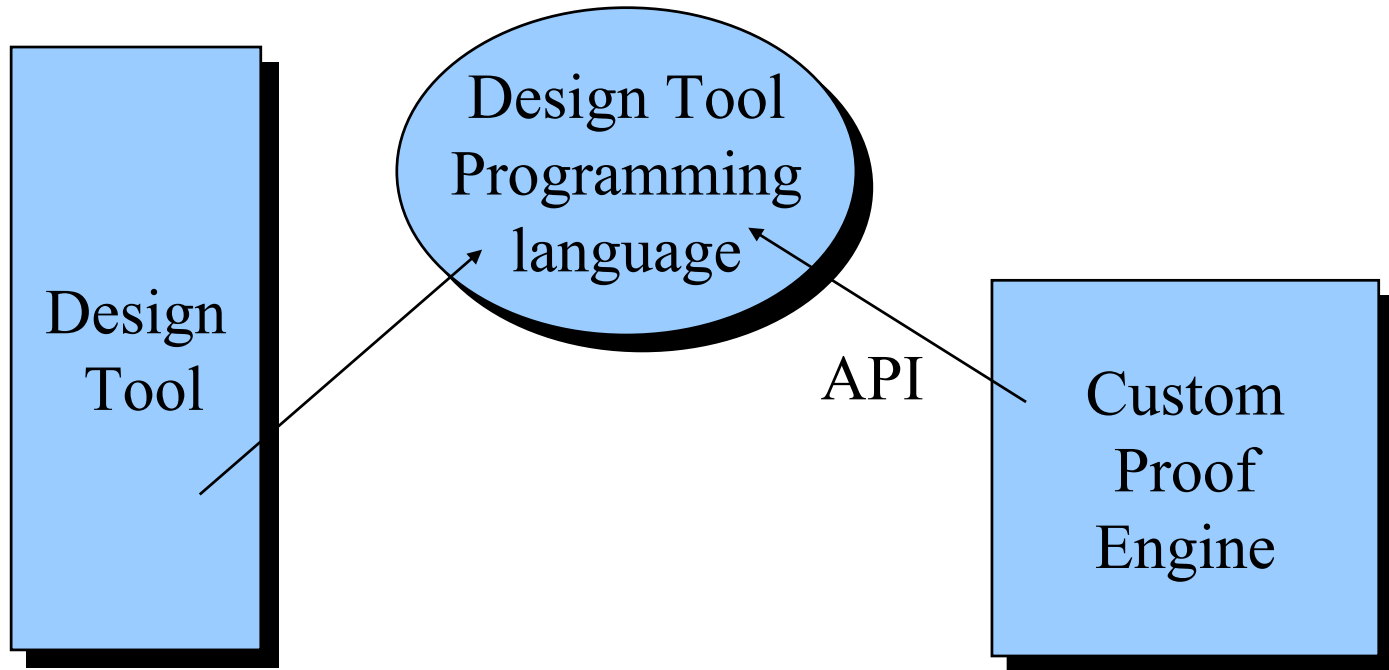 Design
Tool
Design Tool
Programming
language
API
Custom
Proof
Engine